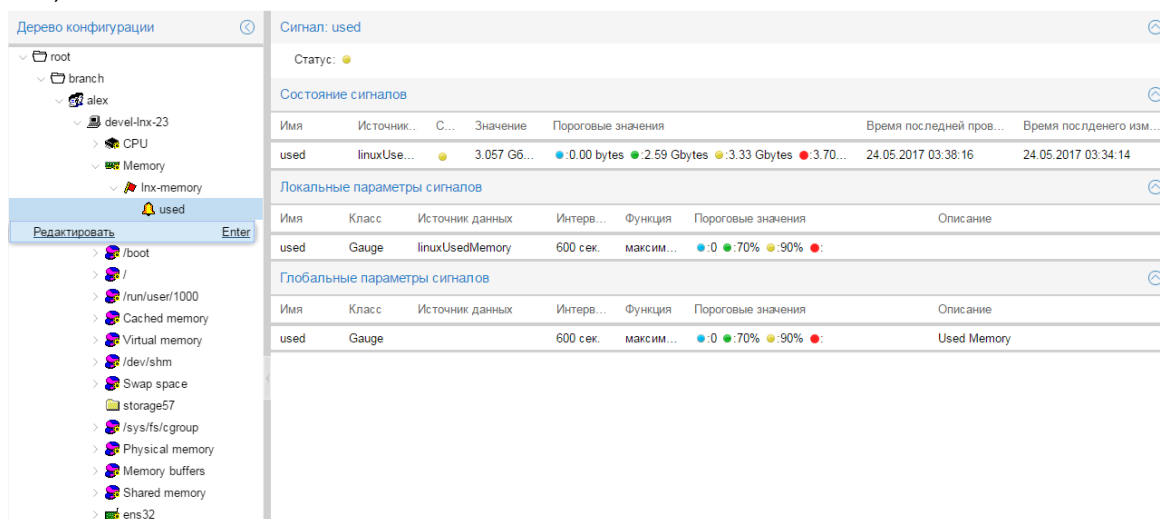 Дерево конфигурации
root
branch
alex
devel-lnx-23
CPU
Memory
lnx-memory
used
Редактировать Enter
/boot
/
/run/user/1000
Cached memory
Virtual memory
/dev/shm
Swap space
storage57
/sys/fs/cgroup
Physical memory
Memory buffers
Shared memory
ens32
Сигнал: used
Статус:
Состояние сигналов
Имя Источник.. С... Значение Пороговые значения Время последней пров... Время послденего изм...
used linuxUse... 3.057 Gб... :0.00 bytes :2.59 Gbytes :3.33 Gbytes :3.70... 24.05.2017 03:38:16 24.05.2017 03:34:14
Локальные параметры сигналов
Имя Класс Источник данных Интерв... Функция Пороговые значения Описание
used Gauge linuxUsedMemory 600 сек. максим... :0 :70% :90% :
Глобальные параметры сигналов
Имя Класс Источник данных Интерв... Функция Пороговые значения Описание
used Gauge 600 сек. максим... :0 :70% :90% : Used Memory